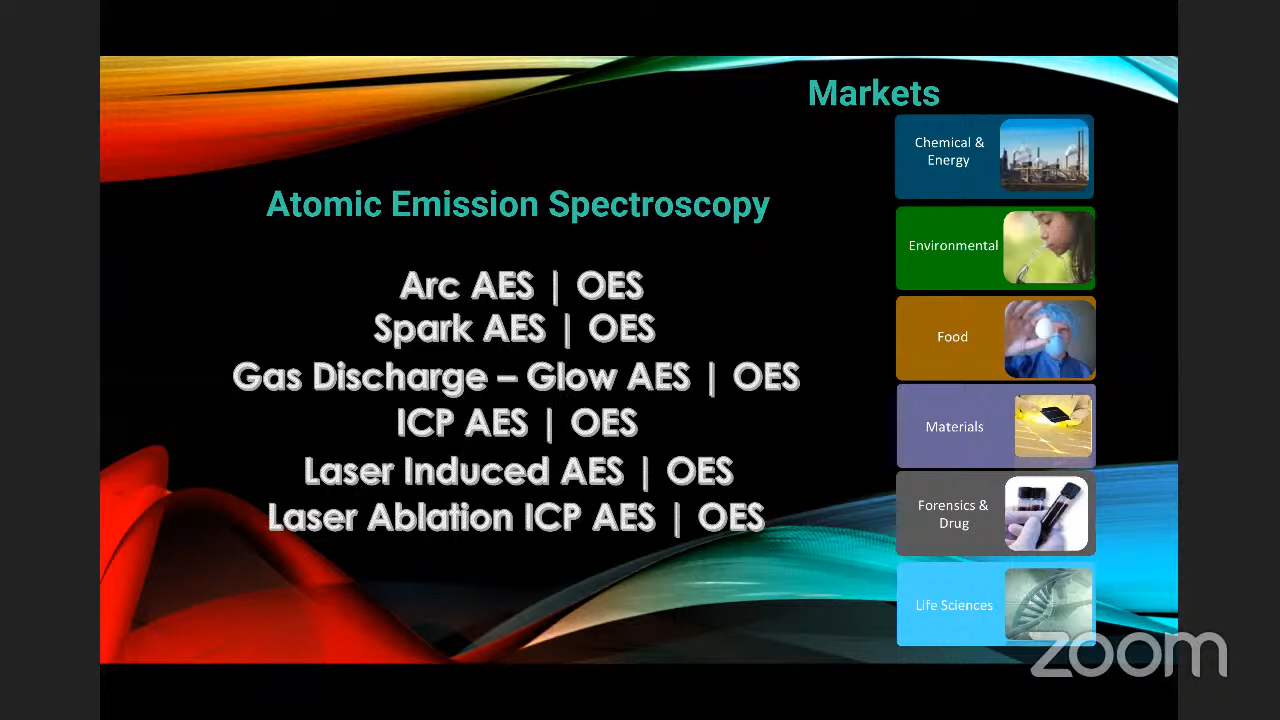 Markets
Chemical &
Energy
Atomic Emission Spectroscopy
Environmental
Arc AES | OES
Spark AES | OES
Food
Gas Discharge – Glow AES | OES
ICP AES | OES
Materials
Laser Induced AES | OES
Laser Ablation ICP AES | OES
Forensics &
Drug
Life Sciences
zoom